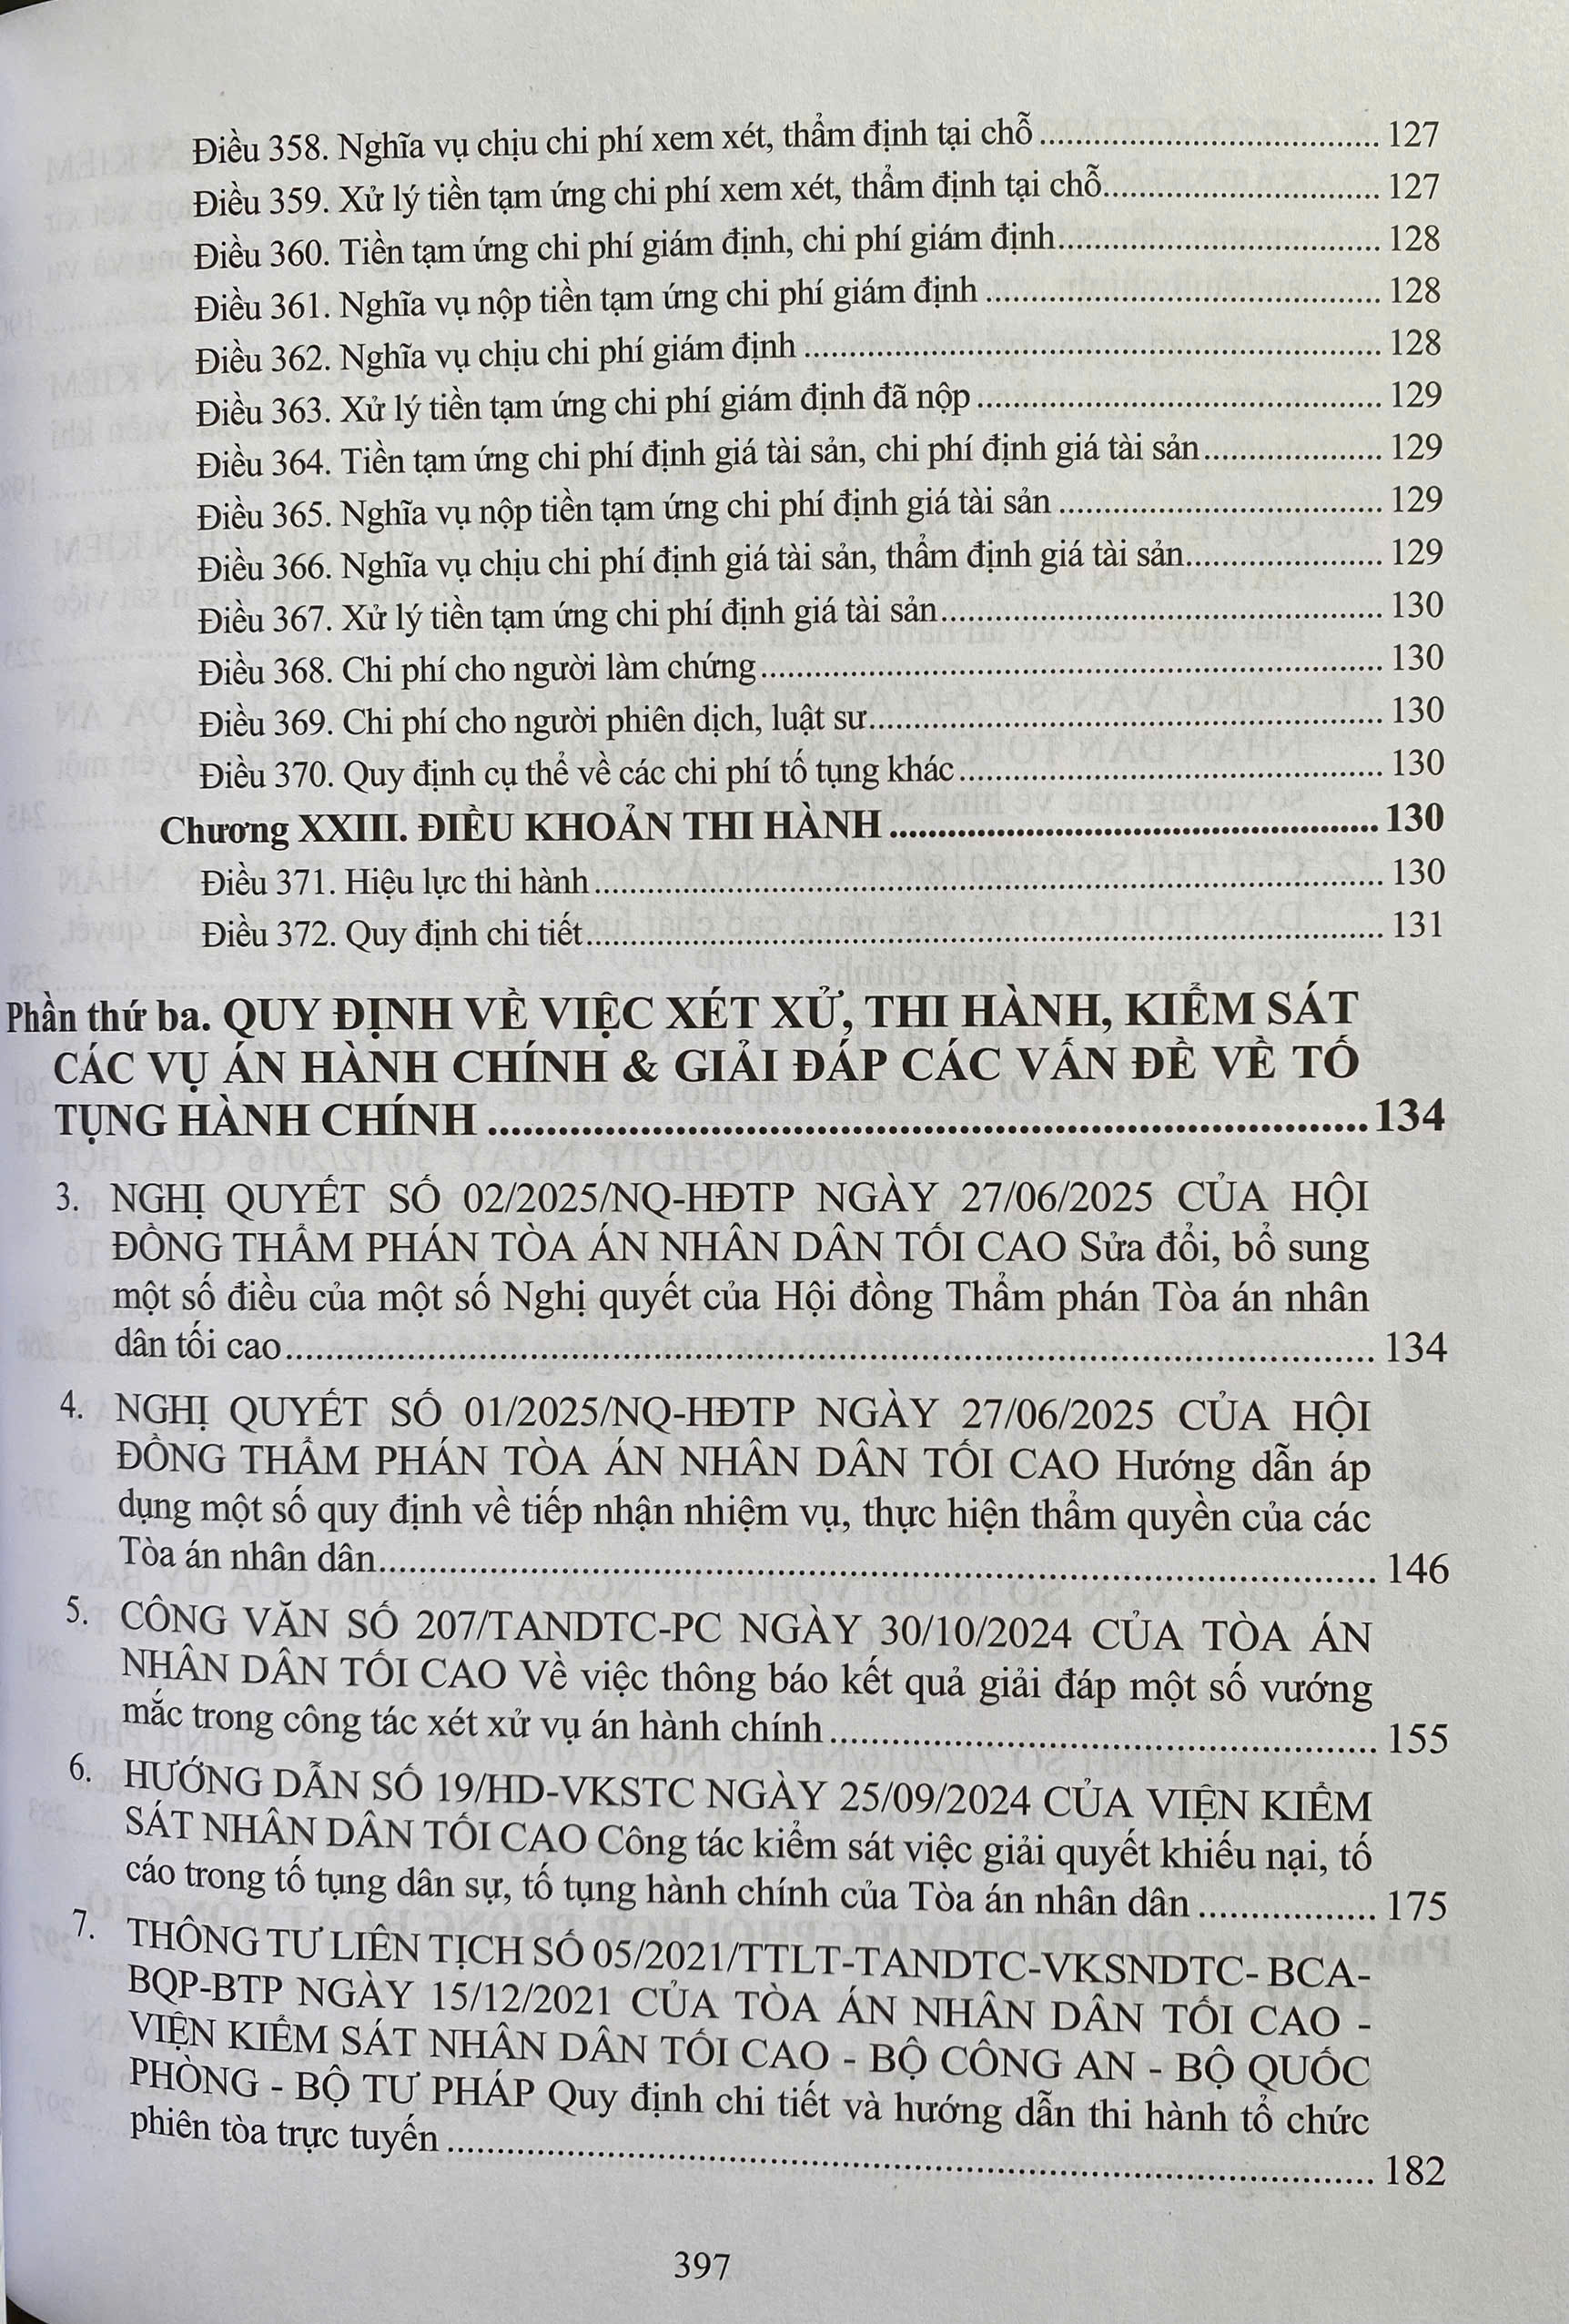 Điều 358. Nghĩa vụ chịu chi phí xem xét, thẩm định tại chỗ ........ 127
Điều 359. Xử lý tiền tạm ứng chi phí xem xét, thẩm định tại chỗ ........ 127
Điều 360. Tiền tạm ứng chi phí giám định, chi phí giám định ........ 128
Điều 361. Nghĩa vụ nộp tiền tạm ứng chi phí giám định ........ 128
Điều 362. Nghĩa vụ chịu chi phí giám định ........ 128
Điều 363. Xử lý tiền tạm ứng chi phí giám định đã nộp ........ 129
Điều 364. Tiền tạm ứng chi phí định giá tài sản, chi phí định giá tài sản ........ 129
Điều 365. Nghĩa vụ nộp tiền tạm ứng chi phí định giá tài sản ........ 129
Điều 366. Nghĩa vụ chịu chi phí định giá tài sản, thẩm định giá tài sản ........ 129
Điều 367. Xử lý tiền tạm ứng chi phí định giá tài sản ........ 130
Điều 368. Chi phí cho người làm chứng ........ 130
Điều 369. Chi phí cho người phiên dịch, luật sư ........ 130
Điều 370. Quy định cụ thể về các chi phí tố tụng khác ........ 130
Chương XXIII. ĐIỀU KHOẢN THI HÀNH ........ 130
Điều 371. Hiệu lực thi hành ........ 130
Điều 372. Quy định chi tiết ........ 131
Phần thứ ba. QUY ĐỊNH VỀ VIỆC XÉT XỬ, THI HÀNH, KIỂM SÁT
CÁC VỤ ÁN HÀNH CHÍNH & GIẢI ĐÁP CÁC VẤN ĐỀ VỀ TỐ
TỤNG HÀNH CHÍNH ........ 134
3. NGHỊ QUYẾT SỐ 02/2025/NQ-HĐTP NGÀY 27/06/2025 CỦA HỘI
ĐỒNG THẨM PHÁN TÒA ÁN NHÂN DÂN TỐI CAO Sửa đổi, bổ sung
một số điều của một số Nghị quyết của Hội đồng Thẩm phán Tòa án nhân
dân tối cao ........ 134
4. NGHỊ QUYẾT SỐ 01/2025/NQ-HĐTP NGÀY 27/06/2025 CỦA HỘI
ĐỒNG THẨM PHÁN TÒA ÁN NHÂN DÂN TỐI CAO Hướng dẫn áp
dụng một số quy định về tiếp nhận nhiệm vụ, thực hiện thẩm quyền của các
Tòa án nhân dân ........ 146
5. CÔNG VĂN SỐ 207/TANDTC-PC NGÀY 30/10/2024 CỦA TÒA ÁN
NHÂN DÂN TỐI CAO Về việc thông báo kết quả giải đáp một số vướng
mắc trong công tác xét xử vụ án hành chính ........ 155
6. HƯỚNG DẪN SỐ 19/HD-VKSTC NGÀY 25/09/2024 CỦA VIỆN KIỂM
SÁT NHÂN DÂN TỐI CAO Công tác kiểm sát việc giải quyết khiếu nại, tố
cáo trong tố tụng dân sự, tố tụng hành chính của Tòa án nhân dân ........ 175
7. THÔNG TƯ LIÊN TỊCH SỐ 05/2021/TTLT-TANDTC-VKSNDTC- BCA-
BQP-BTP NGÀY 15/12/2021 CỦA TÒA ÁN NHÂN DÂN TỐI CAO -
VIỆN KIỂM SÁT NHÂN DÂN TỐI CAO - BỘ CÔNG AN - BỘ QUỐC
PHÒNG - BỘ TƯ PHÁP Quy định chi tiết và hướng dẫn thi hành tổ chức
phiên tòa trực tuyến ........ 182
397